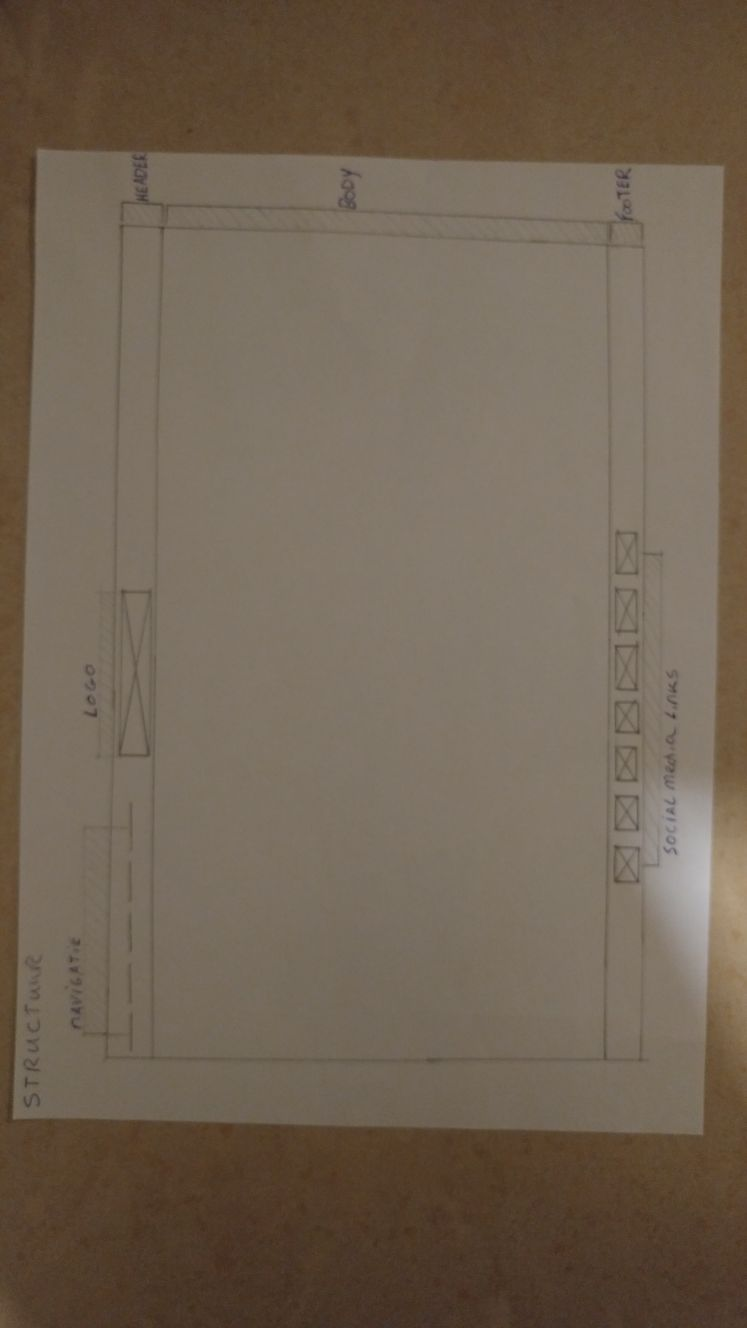 STRUCTUUR
NAVIGATIE
LOGO
HEADER
BODY
FOOTER
SOCIAL MEDIA LINKS